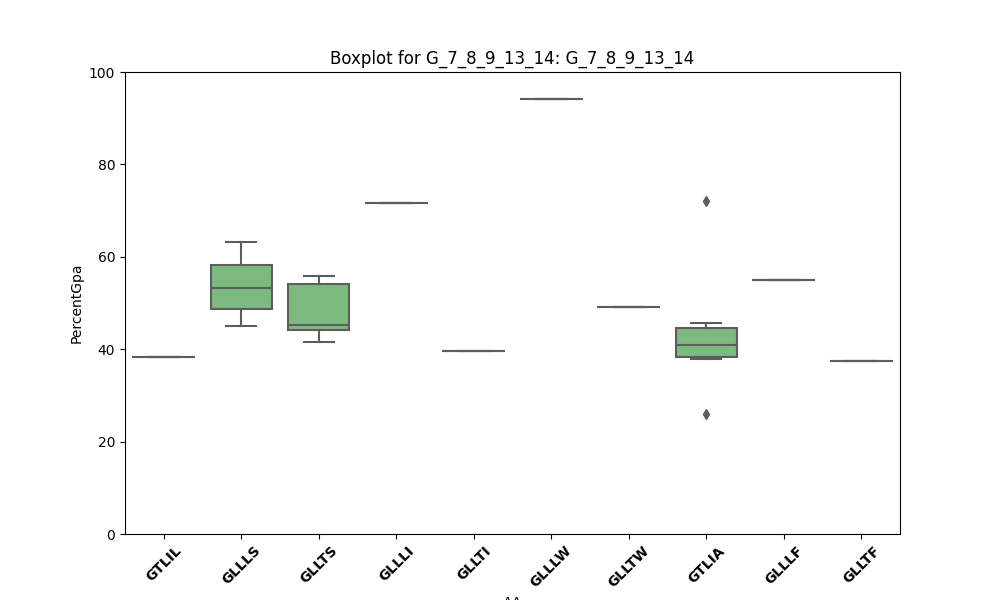 Boxplot for G_7_8_9_13_14: G_7_8_9_13_14
100
80
60
40
20
0
PercentGpa
GTLIL GLLLS GLLTS GLLLI GLLTI GLLLW GLLTW GTLIA GLLLF GLLTF